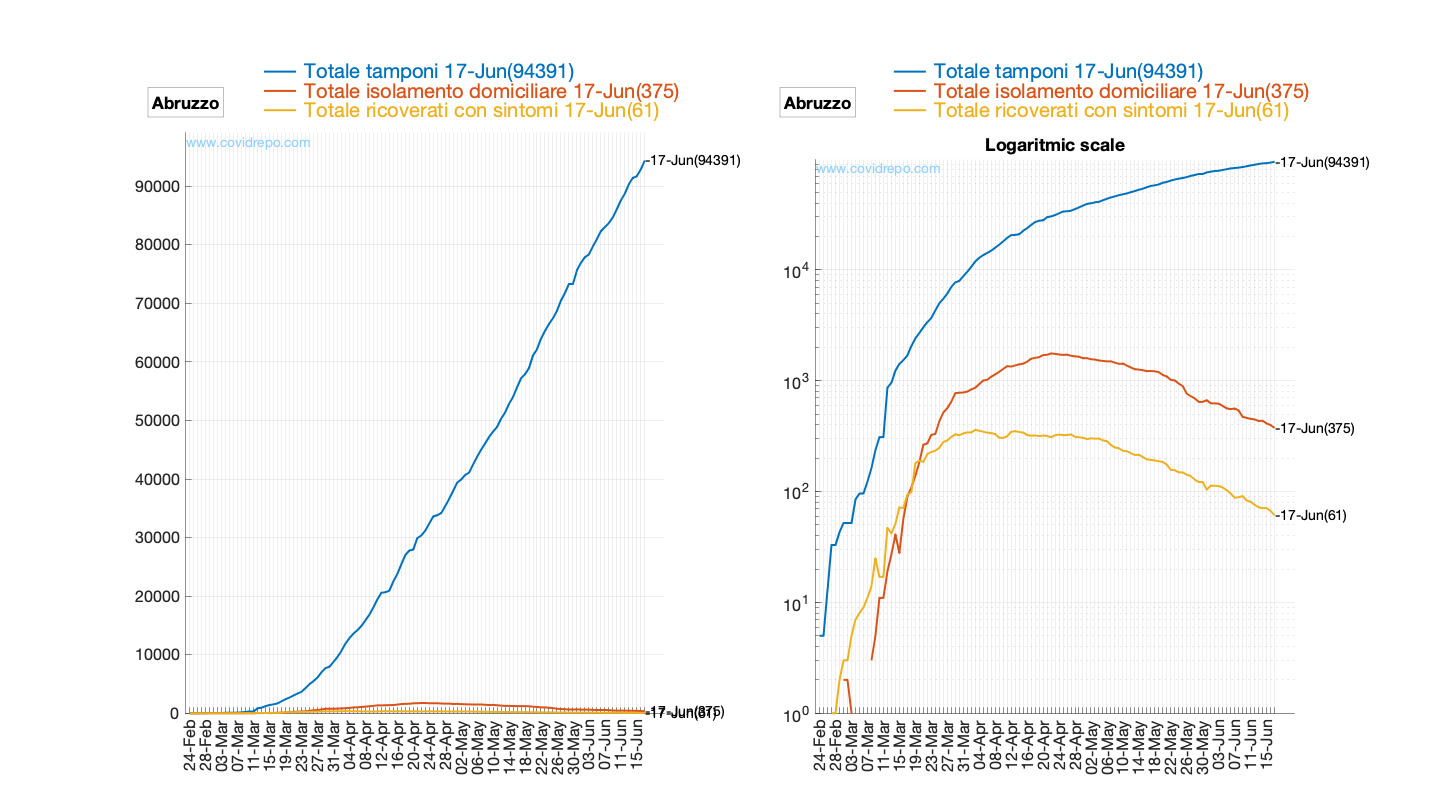 Totale tamponi 17-Jun(94391)
Totale isolamento domiciliare 17-Jun(375)
Totale ricoverati con sintomi 17-Jun(61)
Abruzzo
www.covidrepo.com
-17-Jun(94391)
90000
80000
70000
60000
50000
40000
30000
20000
10000
0
-17-Jun(375)
-17-Jun(61)
24-Feb
28-Feb
03-Mar
07-Mar
11-Mar
15-Mar
19-Mar
23-Mar
27-Mar
31-Mar
04-Apr
08-Apr
12-Apr
16-Apr
20-Apr
24-Apr
28-Apr
02-May
06-May
10-May
14-May
18-May
22-May
26-May
30-May
03-Jun
07-Jun
11-Jun
15-Jun
Totale tamponi 17-Jun(94391)
Totale isolamento domiciliare 17-Jun(375)
Totale ricoverati con sintomi 17-Jun(61)
Abruzzo
Logaritmic scale
www.covidrepo.com
-17-Jun(94391)
10^4
10^3
-17-Jun(375)
10^2
-17-Jun(61)
10^1
10^0
24-Feb
28-Feb
03-Mar
07-Mar
11-Mar
15-Mar
19-Mar
23-Mar
27-Mar
31-Mar
04-Apr
08-Apr
12-Apr
16-Apr
20-Apr
24-Apr
28-Apr
02-May
06-May
10-May
14-May
18-May
22-May
26-May
30-May
03-Jun
07-Jun
11-Jun
15-Jun